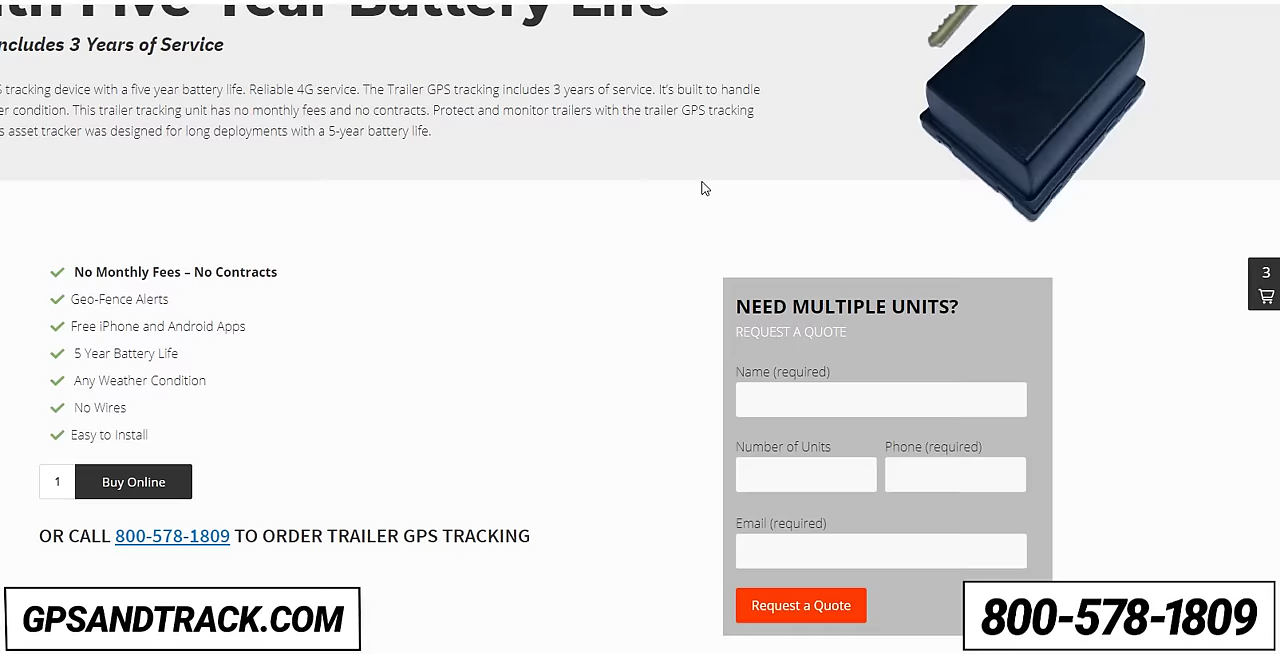 ith Five Year Battery Life
ncludes 3 Years of Service
S tracking device with a five year battery life. Reliable 4G service. The Trailer GPS tracking includes 3 years of service. It's built to handle
er condition. This trailer tracking unit has no monthly fees and no contracts. Protect and monitor trailers with the trailer GPS tracking
s asset tracker was designed for long deployments with a 5-year battery life.
No Monthly Fees – No Contracts
Geo-Fence Alerts
Free iPhone and Android Apps
5 Year Battery Life
Any Weather Condition
No Wires
Easy to Install
1 Buy Online
OR CALL 800-578-1809 TO ORDER TRAILER GPS TRACKING
NEED MULTIPLE UNITS?
REQUEST A QUOTE
Name (required)
Number of Units Phone (required)
Email (required)
Request a Quote
3
GPSANDTRACK.COM
800-578-1809